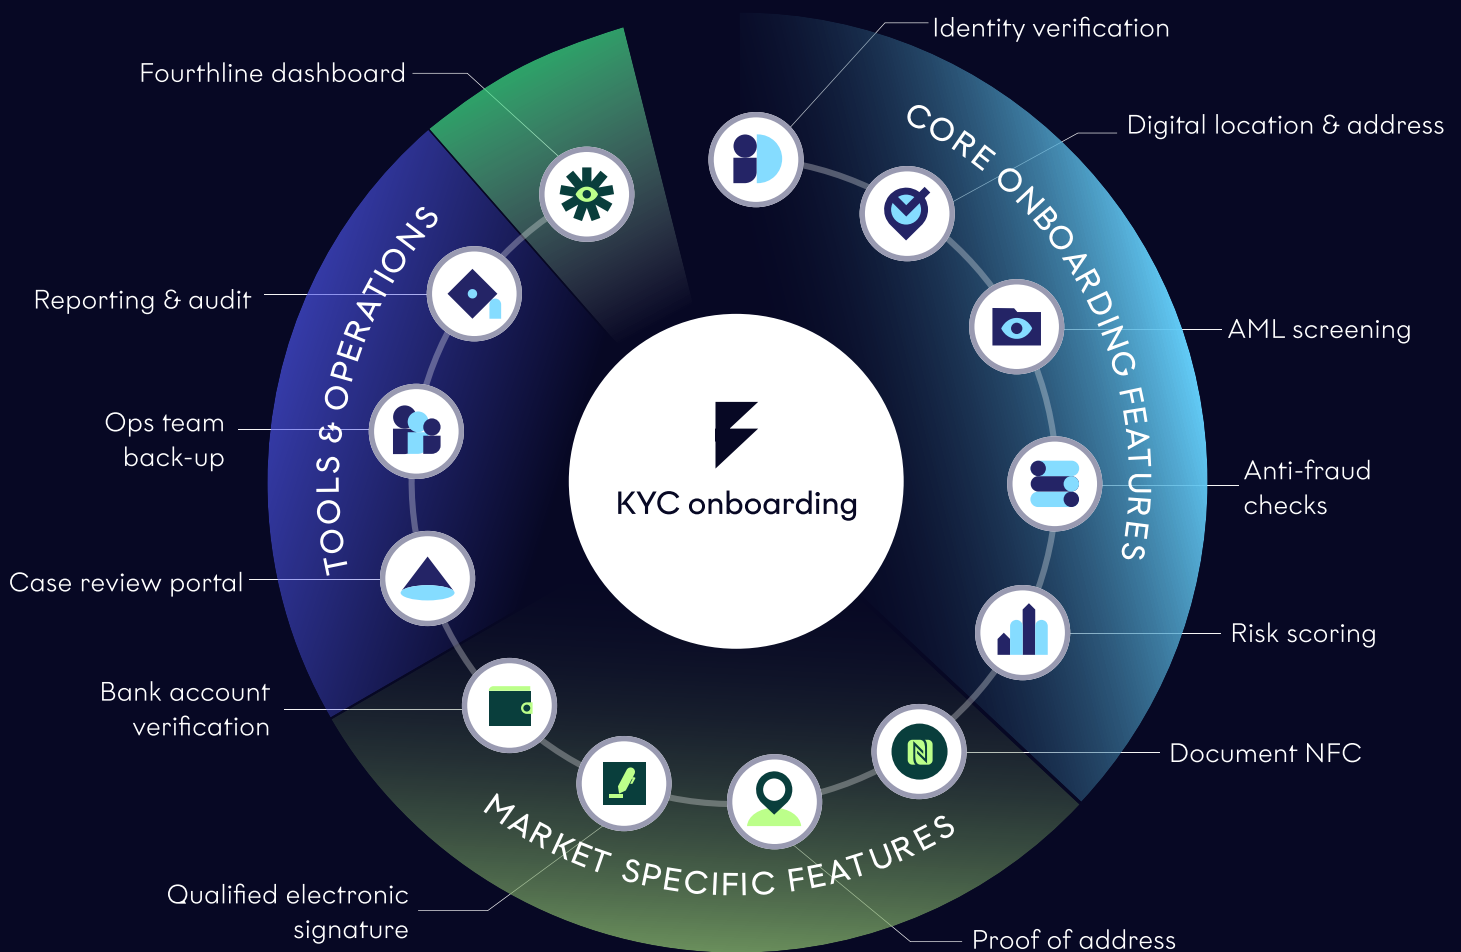 Identity verification
Fourthline dashboard
CORE ONBOARDING FEATURES
Digital location & address
TOOLS & OPERATIONS
Reporting & audit
AML screening
Ops team
back-up
Anti-fraud
checks
KYC onboarding
Case review portal
Risk scoring
Bank account
verification
Document NFC
MARKET SPECIFIC FEATURES
Qualified electronic
signature
Proof of address